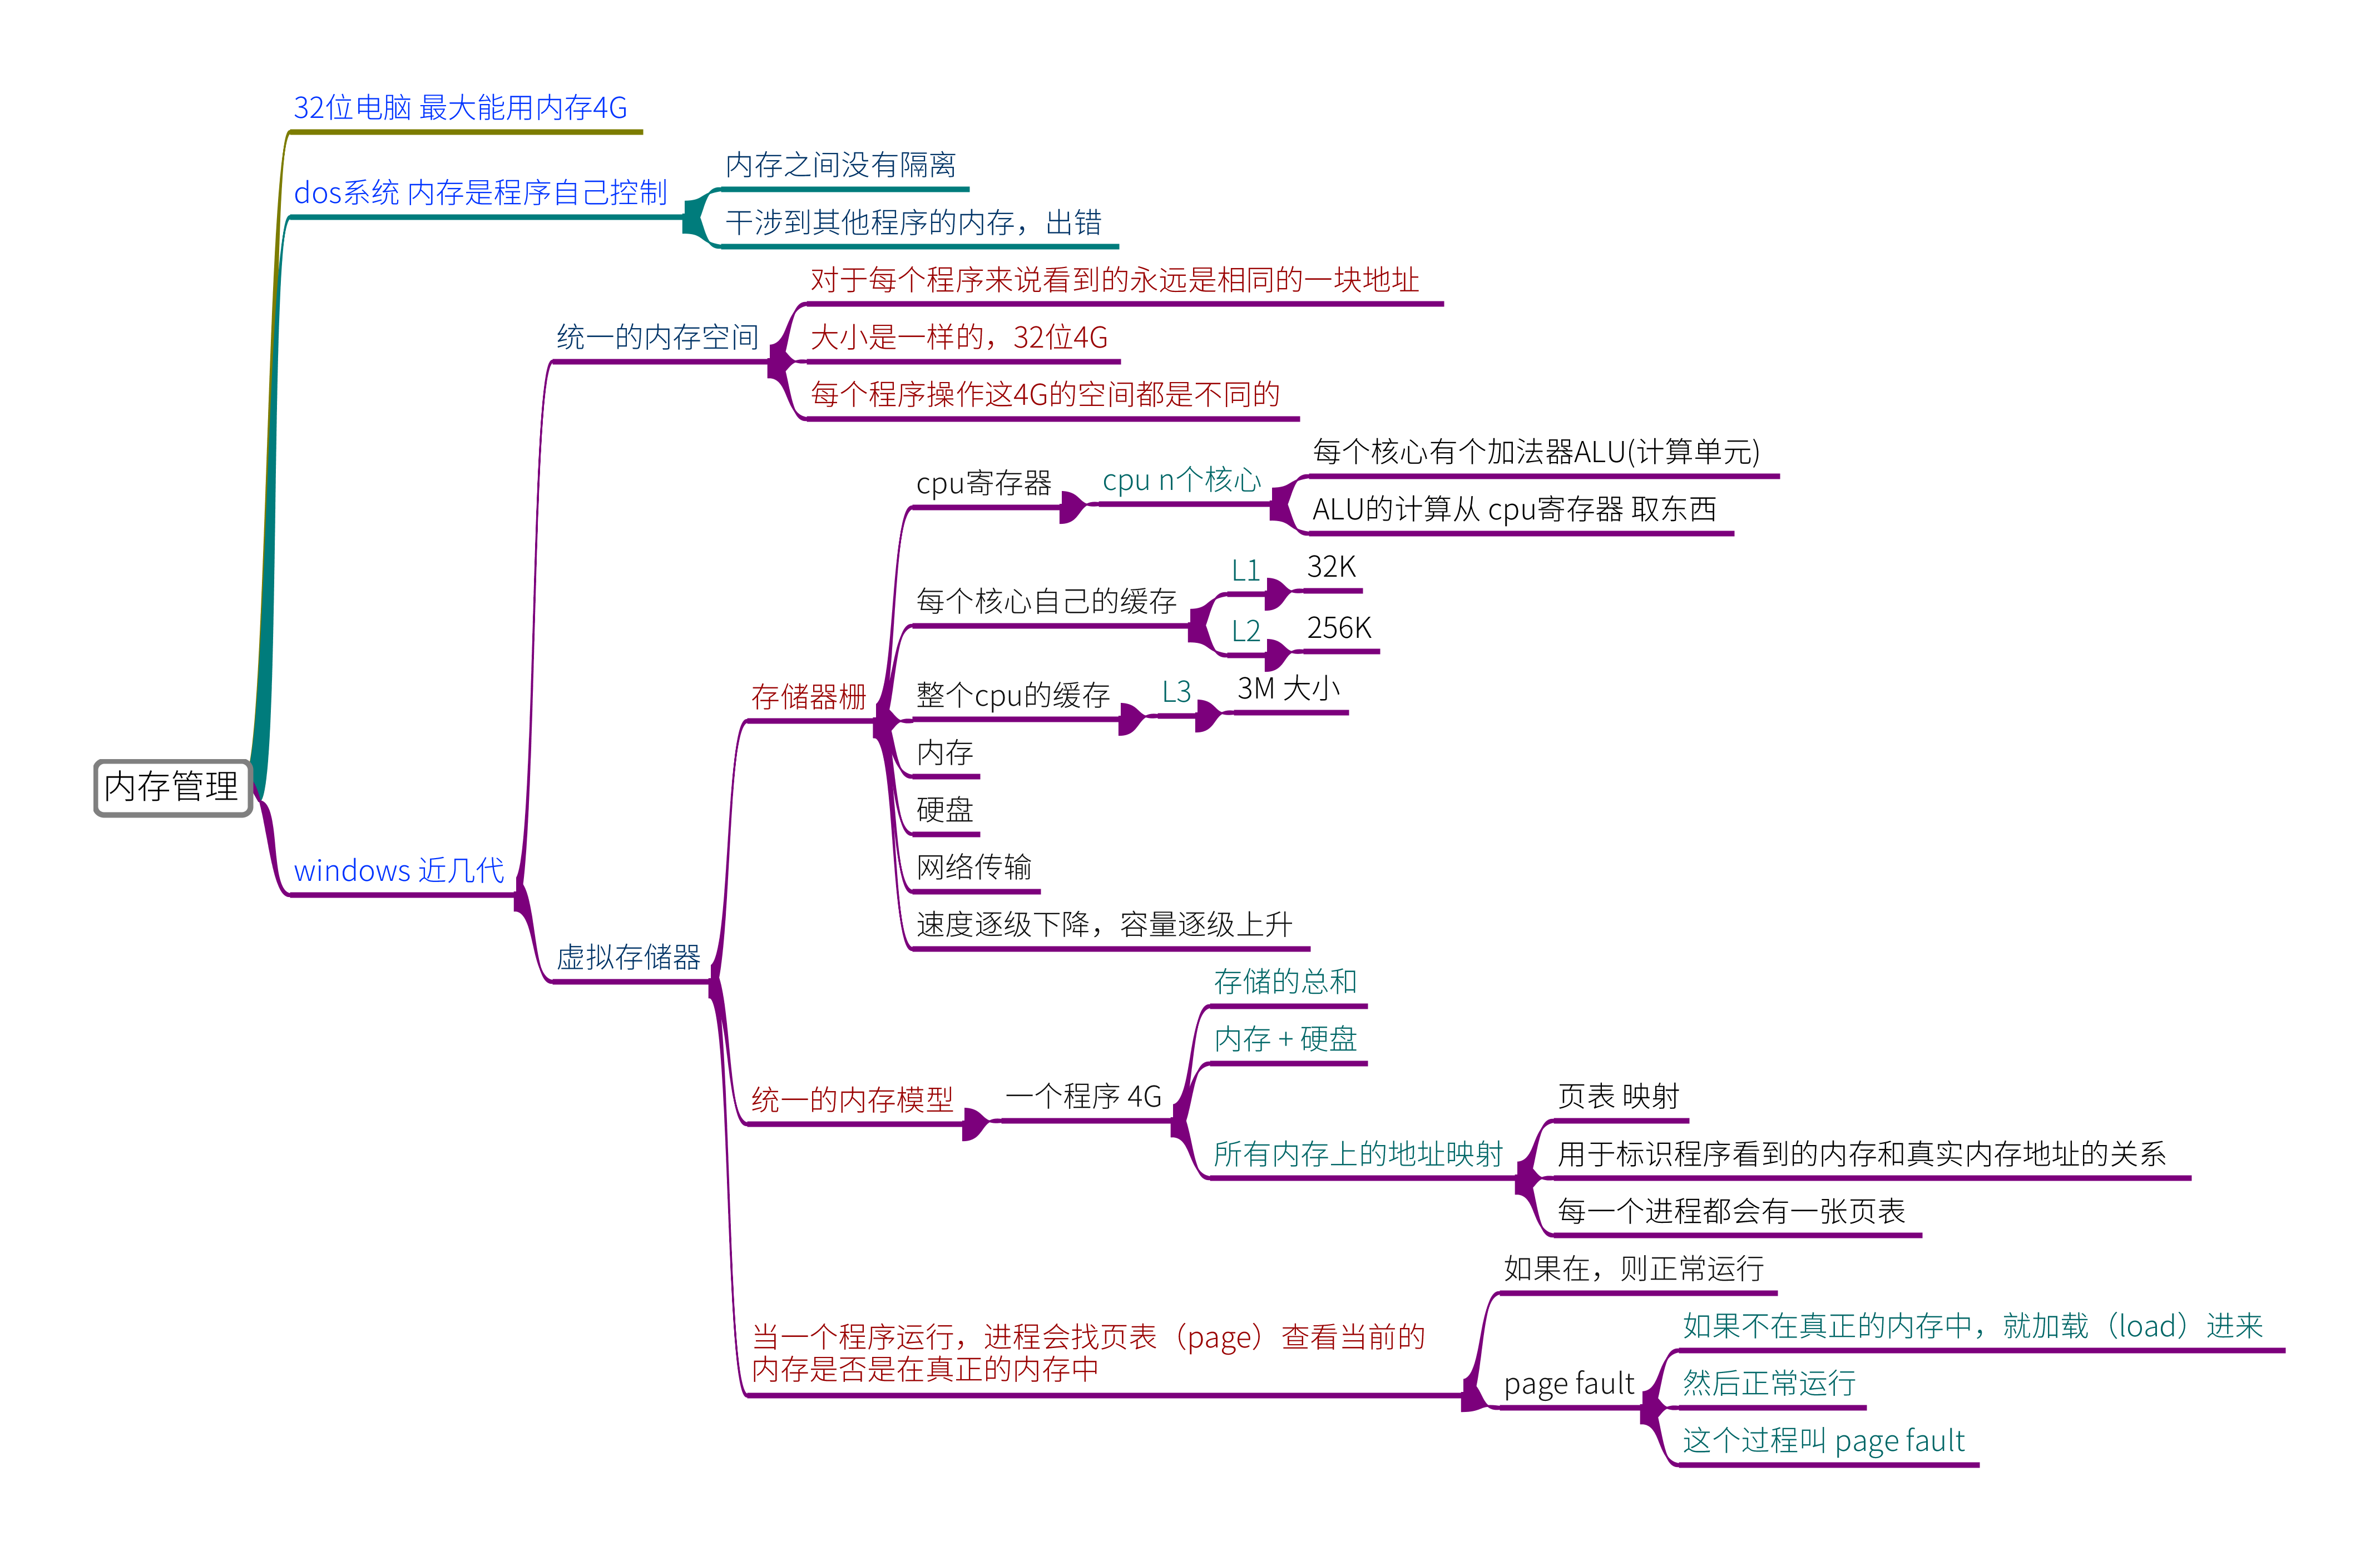 内存管理
32位电脑 最大能用内存4G
dos系统 内存是程序自己控制
内存之间没有隔离
干涉到其他程序的内存，出错
windows 近几代
统一的内存空间
对于每个程序来说看到的永远是相同的一块地址
大小是一样的，32位4G
每个程序操作这4G的空间都是不同的
虚拟存储器
存储器栅
cpu寄存器
cpu n个核心
每个核心有个加法器ALU(计算单元)
ALU的计算从 cpu寄存器 取东西
每个核心自己的缓存
L1
32K
L2
256K
整个cpu的缓存
L3
3M 大小
内存
硬盘
网络传输
速度逐级下降，容量逐级上升
统一的内存模型
一个程序 4G
存储的总和
内存 + 硬盘
所有内存上的地址映射
页表 映射
用于标识程序看到的内存和真实内存地址的关系
每一个进程都会有一张页表
当一个程序运行，进程会找页表（page）查看当前的
内存是否是在真正的内存中
如果在，则正常运行
page fault
如果不在真正的内存中，就加载（load）进来
然后正常运行
这个过程叫 page fault